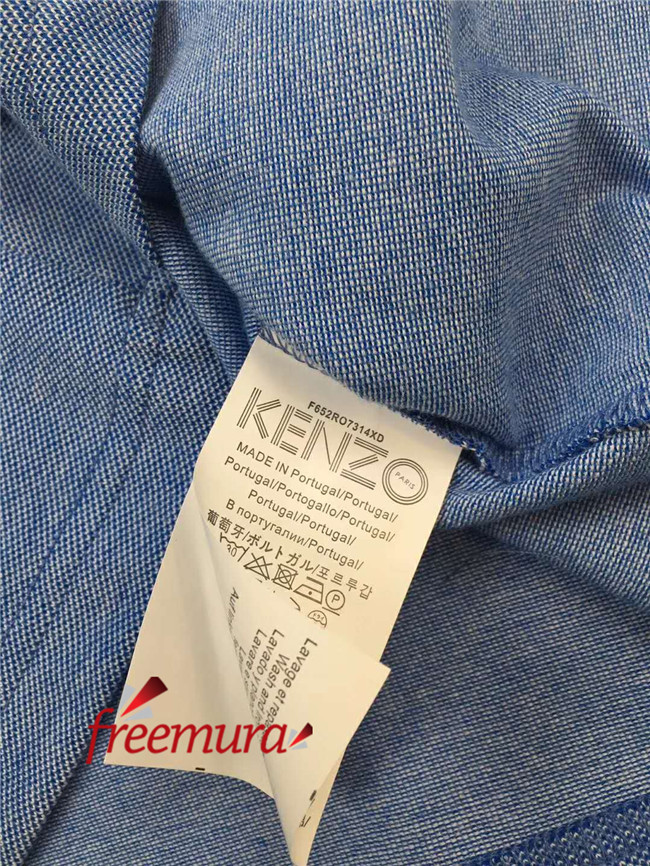 F652RO7314XD
KENZO
PARIS
MADE IN Portugal/Portugal/
Portugal/Portogallo/Portugal/
Portugal/Portugal/
В португалии/Portugal/
葡萄牙/ポルトガル/포르투갈
P
Lavage et
Wash and
Lavado y
Lavare e
freemura